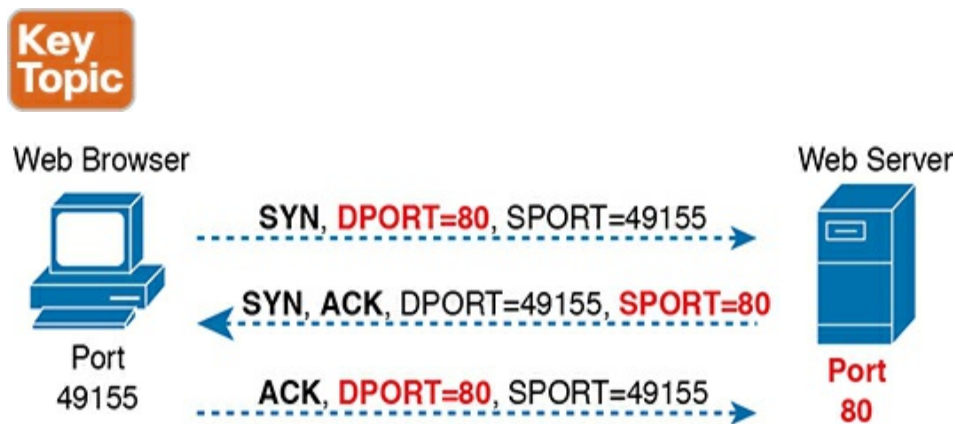 Key
Topic
Web Browser
Web Server
SYN, DPORT=80, SPORT=49155
SYN, ACK, DPORT=49155, SPORT=80
Port
49155
ACK, DPORT=80, SPORT=49155
Port
80